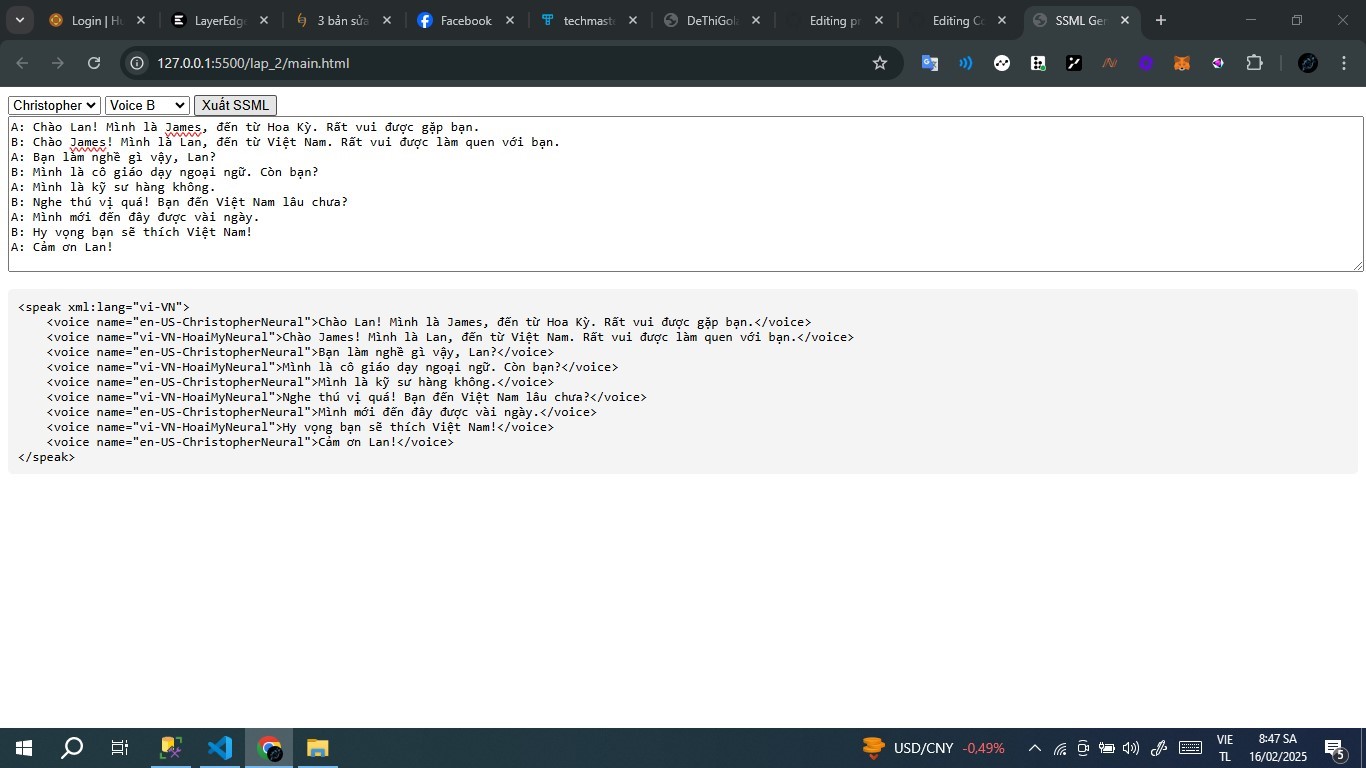 Login | Hu
LayerEdge
3 bản sửa
Facebook
techmaste
DeThiGola
Editing pr
Editing Co
SSML Gen
127.0.0.1:5500/lap_2/main.html
Christopher Voice B Xuất SSML
A: Chào Lan! Mình là James, đến từ Hoa Kỳ. Rất vui được gặp bạn.
B: Chào James! Mình là Lan, đến từ Việt Nam. Rất vui được làm quen với bạn.
A: Bạn làm nghề gì vậy, Lan?
B: Mình là cô giáo dạy ngoại ngữ. Còn bạn?
A: Mình là kỹ sư hàng không.
B: Nghe thú vị quá! Bạn đến Việt Nam lâu chưa?
A: Mình mới đến đây được vài ngày.
B: Hy vọng bạn sẽ thích Việt Nam!
A: Cảm ơn Lan!
<speak xml:lang="vi-VN">
<voice name="en-US-ChristopherNeural">Chào Lan! Mình là James, đến từ Hoa Kỳ. Rất vui được gặp bạn.</voice>
<voice name="vi-VN-HoaiMyNeural">Chào James! Mình là Lan, đến từ Việt Nam. Rất vui được làm quen với bạn.</voice>
<voice name="en-US-ChristopherNeural">Bạn làm nghề gì vậy, Lan?</voice>
<voice name="vi-VN-HoaiMyNeural">Mình là cô giáo dạy ngoại ngữ. Còn bạn?</voice>
<voice name="en-US-ChristopherNeural">Mình là kỹ sư hàng không.</voice>
<voice name="vi-VN-HoaiMyNeural">Nghe thú vị quá! Bạn đến Việt Nam lâu chưa?</voice>
<voice name="en-US-ChristopherNeural">Mình mới đến đây được vài ngày.</voice>
<voice name="vi-VN-HoaiMyNeural">Hy vọng bạn sẽ thích Việt Nam!</voice>
<voice name="en-US-ChristopherNeural">Cảm ơn Lan!</voice>
</speak>
USD/CNY -0,49%
VIE
TL
8:47 SA
16/02/2025
5